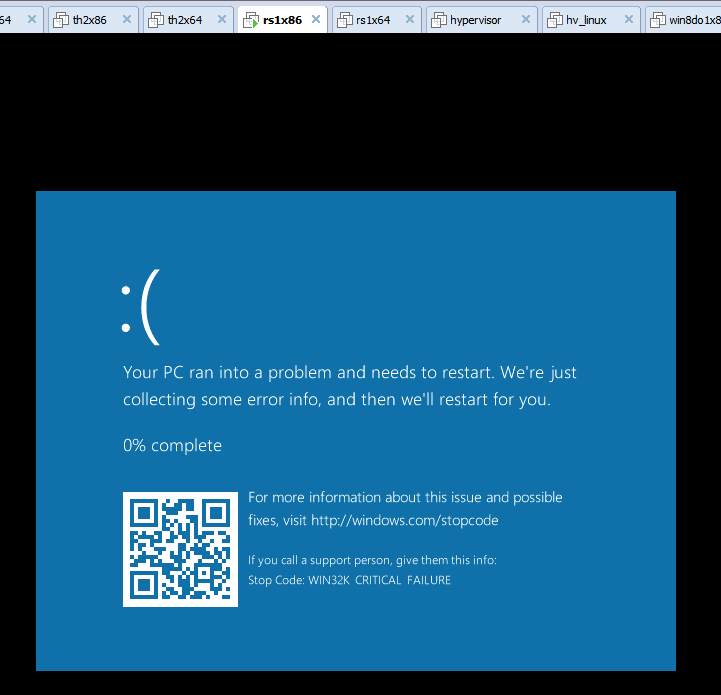 64
th2x86
th2x64
rs1x86
rs1x64
hypervisor
hv_linux
win8do1x8
:(
Your PC ran into a problem and needs to restart. We're just
collecting some error info, and then we'll restart for you.
0% complete
For more information about this issue and possible
fixes, visit http://windows.com/stopcode
If you call a support person, give them this info:
Stop Code: WIN32K_CRITICAL_FAILURE